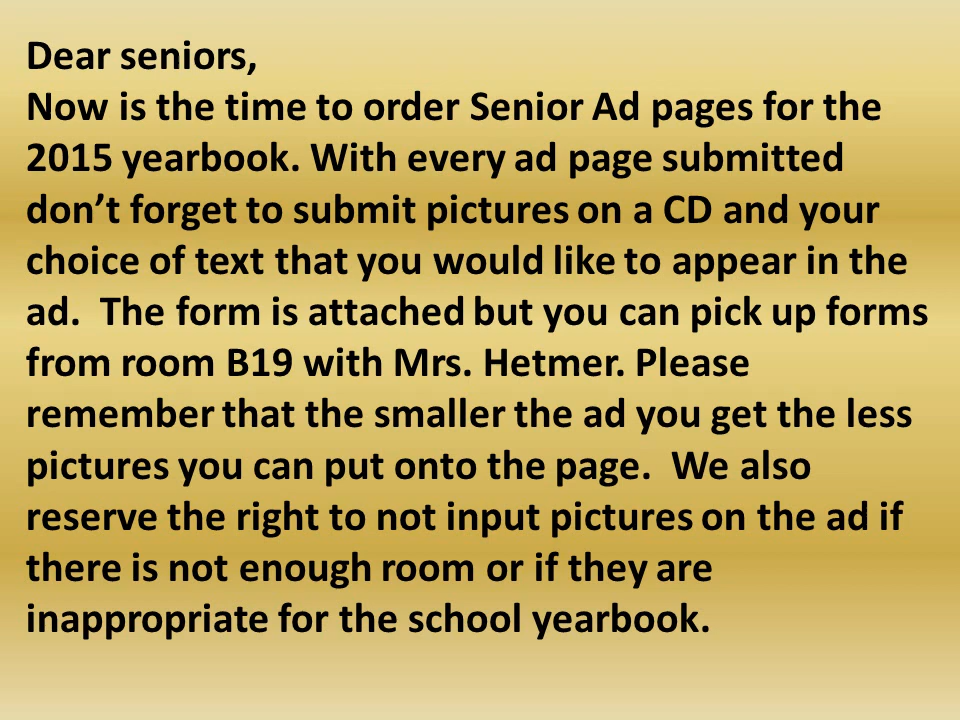 Dear seniors,
Now is the time to order Senior Ad pages for the
2015 yearbook. With every ad page submitted
don’t forget to submit pictures on a CD and your
choice of text that you would like to appear in the
ad.  The form is attached but you can pick up forms
from room B19 with Mrs. Hetmer. Please
remember that the smaller the ad you get the less
pictures you can put onto the page.  We also
reserve the right to not input pictures on the ad if
there is not enough room or if they are
inappropriate for the school yearbook.